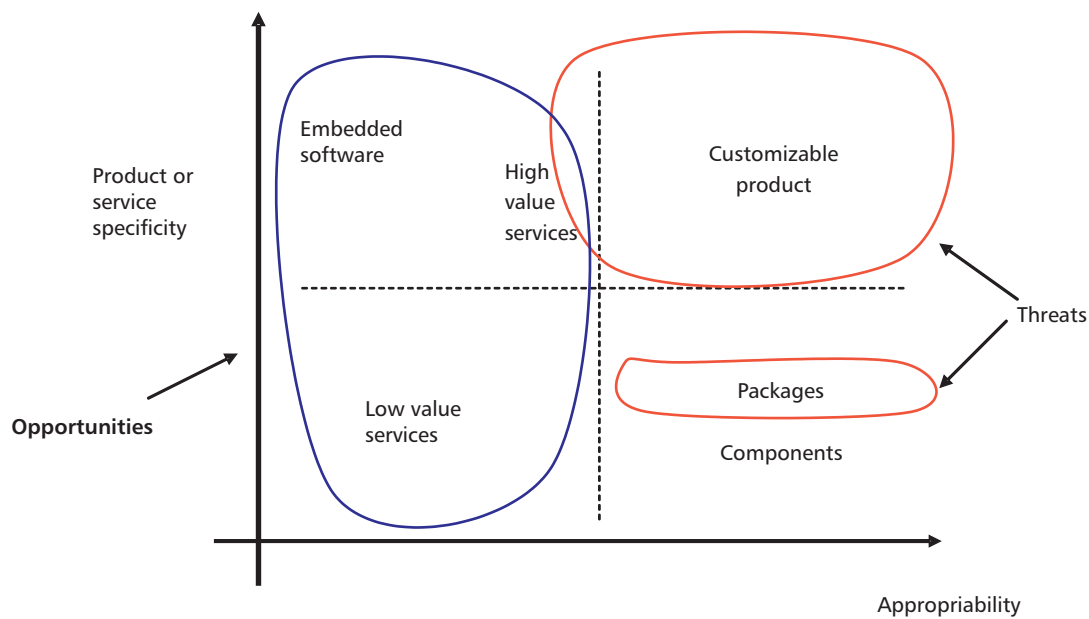 Embedded
software
Product or
service
specificity
High
value
services
Customizable
product
Threats
Opportunities
Low value
services
Packages
Components
Appropriability